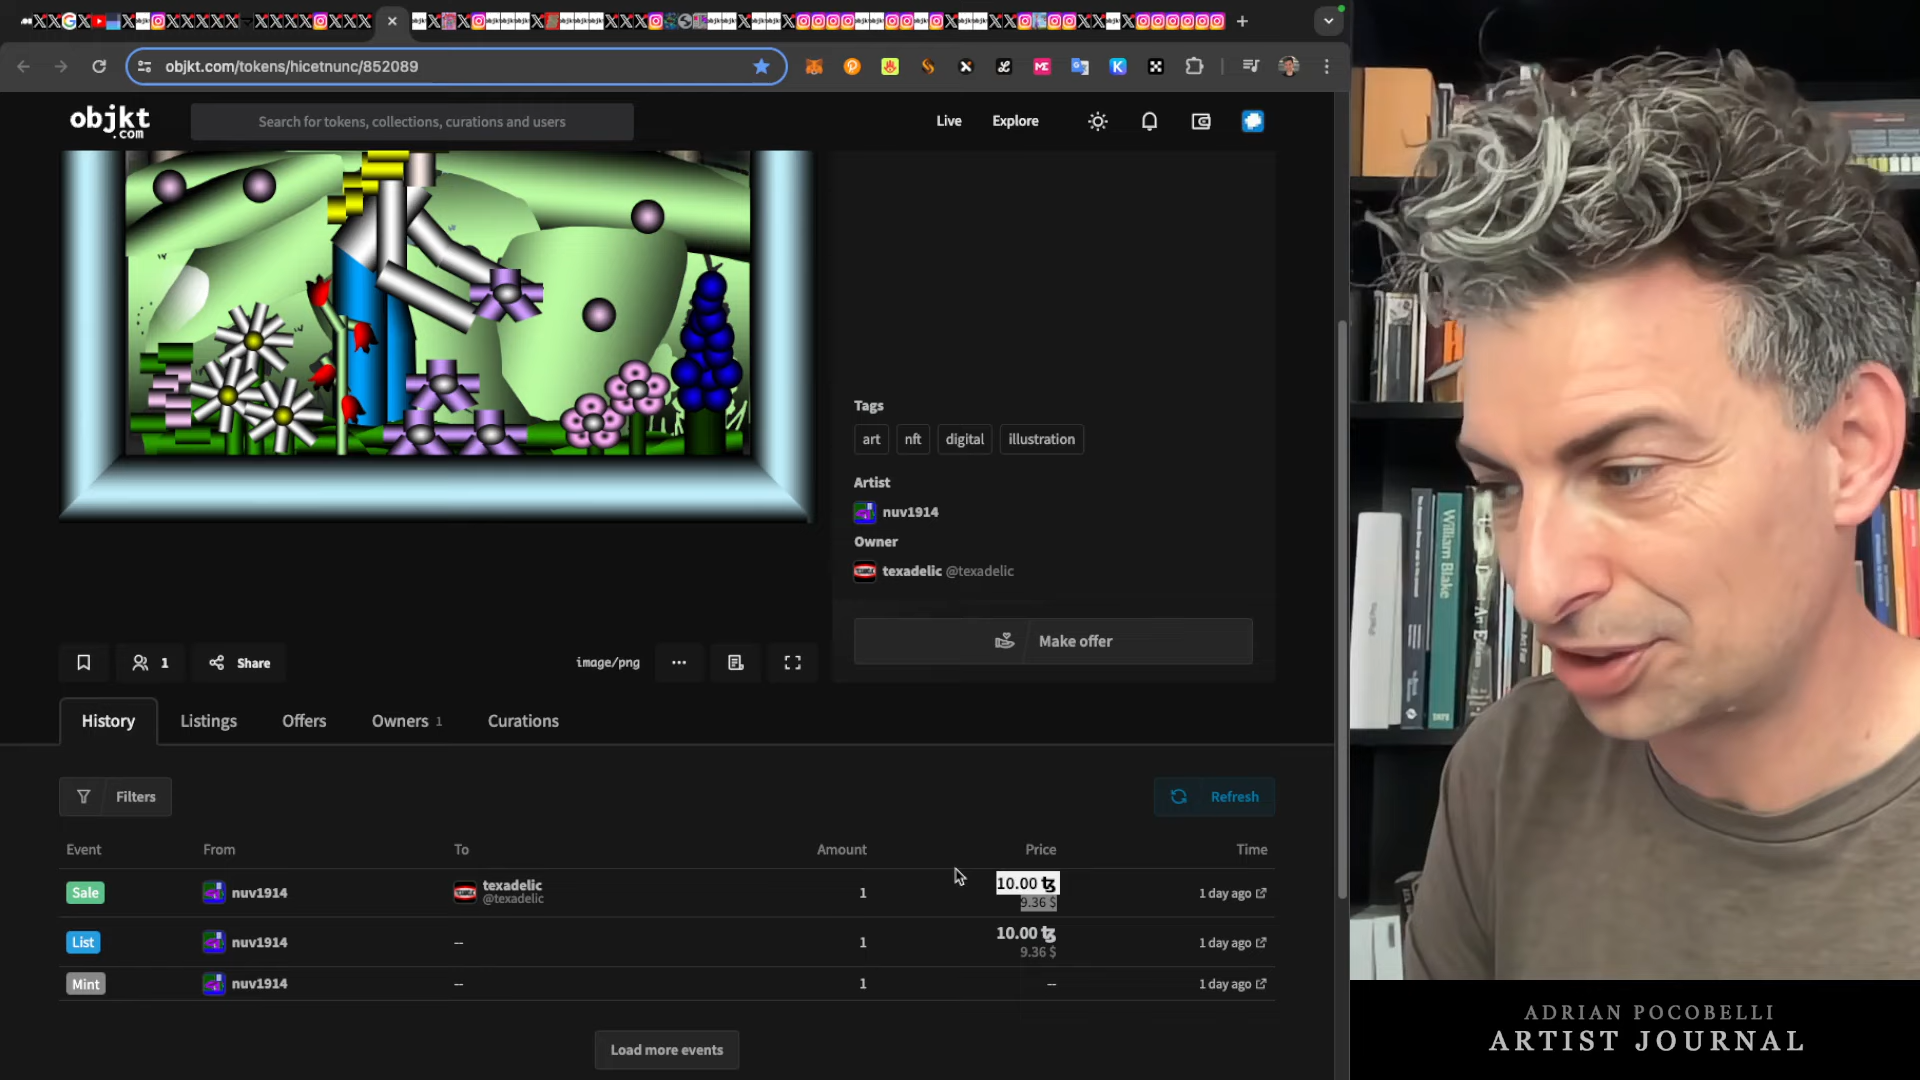 objkt.com/tokens/hicetnunc/852089
objkt
.com
Search for tokens, collections, curations and users
Live
Explore
Tags
art
nft
digital
illustration
Artist
nuv1914
Owner
texadelic @texadelic
Make offer
1
Share
image/png
History
Listings
Offers
Owners 1
Curations
Filters
Refresh
Event From To Amount Price Time
Sale nuv1914 texadelic 1 10.00 ꜩ 1 day ago
@texadelic 9.36 $
List nuv1914 -- 1 10.00 ꜩ 1 day ago
9.36 $
Mint nuv1914 -- 1 -- 1 day ago
Load more events
William Blake
ADRIAN POCOBELLI
ARTIST JOURNAL